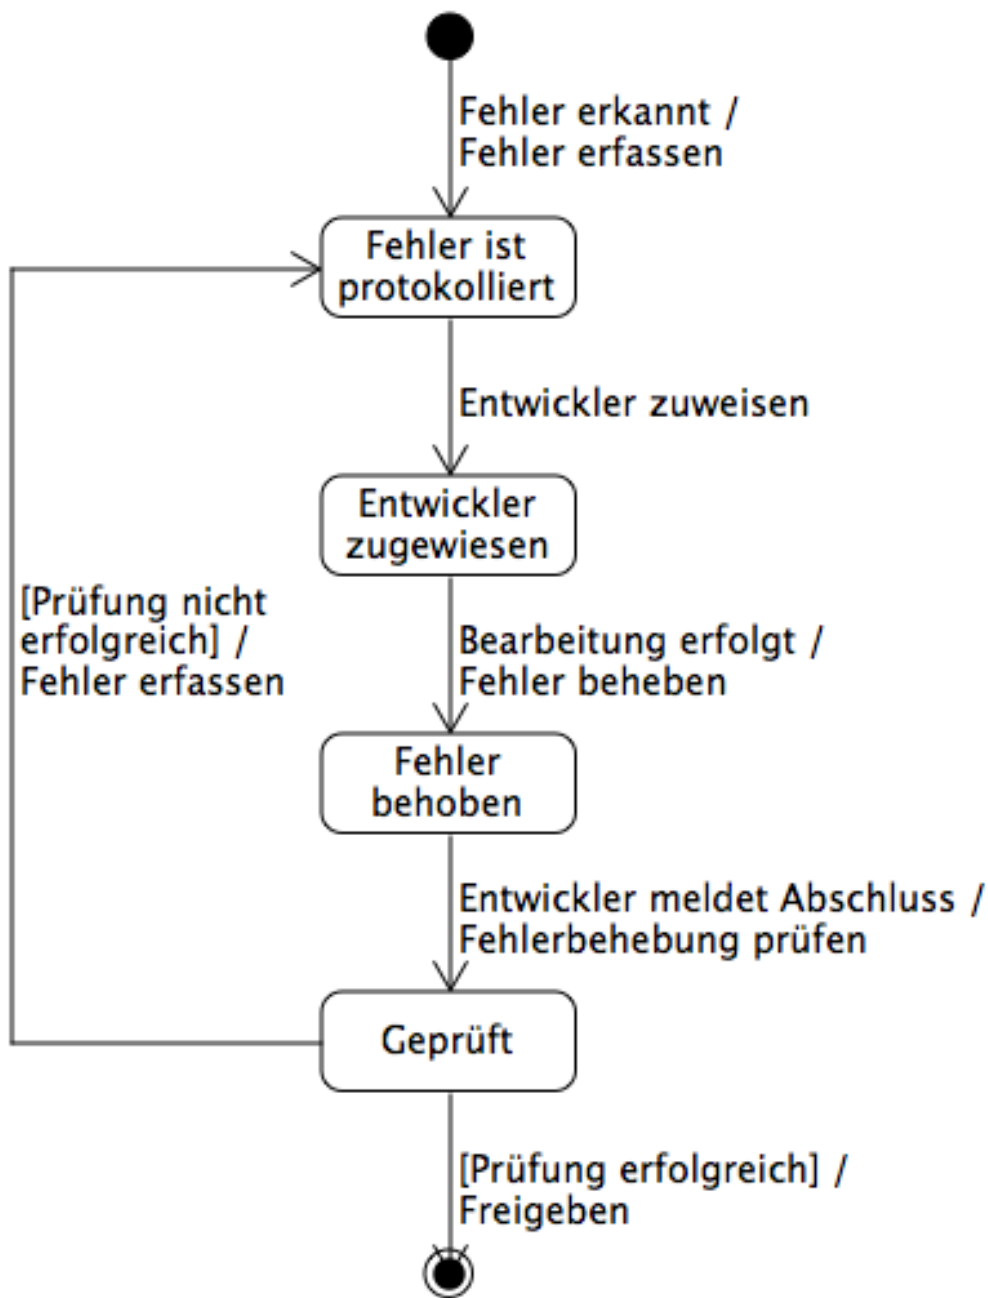 Fehler erkannt /
Fehler erfassen
Fehler ist
protokolliert
Entwickler zuweisen
Entwickler
zugewiesen
[Prüfung nicht
erfolgreich] /
Fehler erfassen
Bearbeitung erfolgt /
Fehler beheben
Fehler
behoben
Entwickler meldet Abschluss /
Fehlerbehebung prüfen
Geprüft
[Prüfung erfolgreich] /
Freigeben